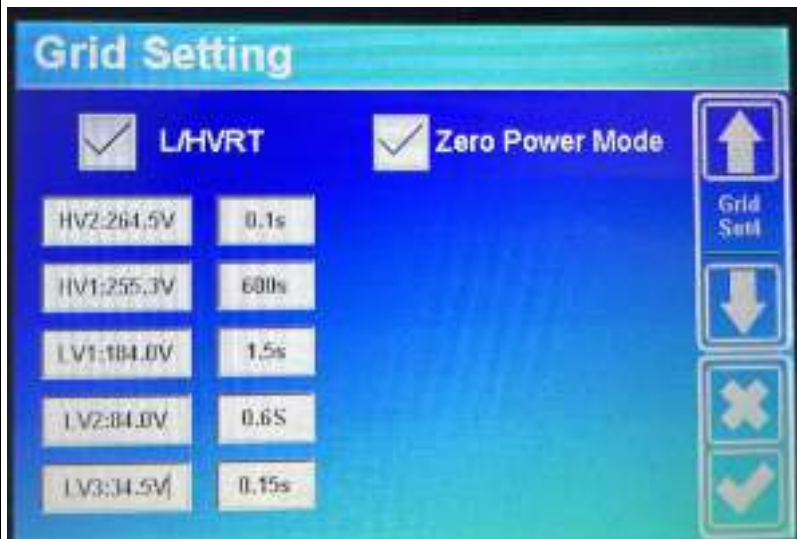 Grid Setting
L/HVRT
Zero Power Mode
HV2:264.5V 0.1s
HV1:255.3V 600s
LV1:184.0V 1.5s
LV2:84.0V 0.6S
LV3:34.5V 0.15s
Grid
Set4